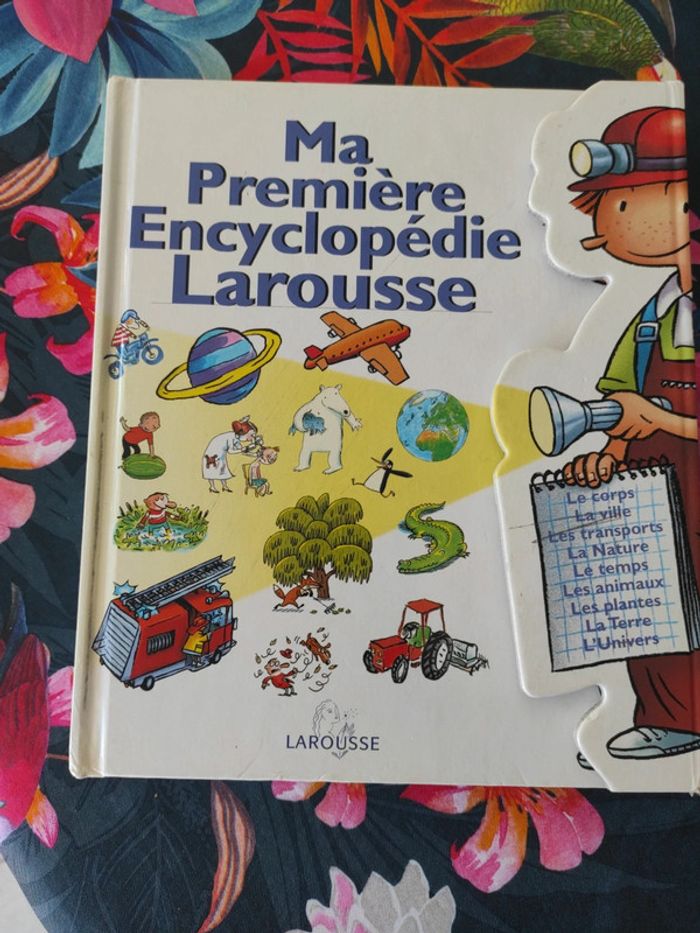 Ma
Première
Encyclopédie
Larousse
Le corps
La ville
Les transports
La Nature
Le temps
Les animaux
Les plantes
La Terre
L'Univers
LAROUSSE